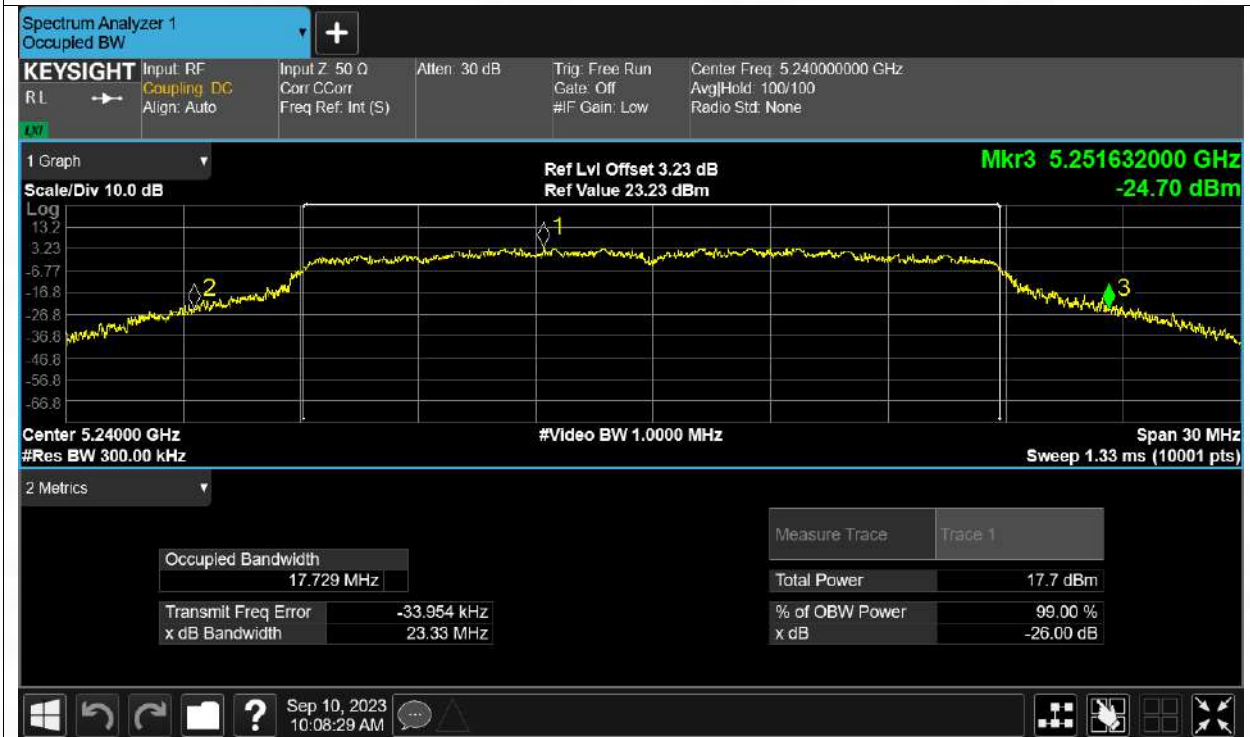 Spectrum Analyzer 1
Occupied BW
+
KEYSIGHT
RL
LXI
Input: RF
Coupling: DC
Align: Auto
Input Z: 50 Ω
Corr CCorr
Freq Ref: Int (S)
Atten: 30 dB
Trig: Free Run
Gate: Off
#IF Gain: Low
Center Freq: 5.240000000 GHz
Avg|Hold: 100/100
Radio Std: None
1 Graph
Scale/Div 10.0 dB
Ref Lvl Offset 3.23 dB
Ref Value 23.23 dBm
Mkr3 5.251632000 GHz
-24.70 dBm
Log
13.2
3.23
-6.77
-16.8
-26.8
-36.8
-46.8
-56.8
-66.8
1
2
3
Center 5.24000 GHz
#Res BW 300.00 kHz
#Video BW 1.0000 MHz
Span 30 MHz
Sweep 1.33 ms (10001 pts)
2 Metrics
Measure Trace Trace 1
Occupied Bandwidth
17.729 MHz
Total Power 17.7 dBm
Transmit Freq Error -33.954 kHz
% of OBW Power 99.00 %
x dB Bandwidth 23.33 MHz
x dB -26.00 dB
?
Sep 10, 2023
10:08:29 AM